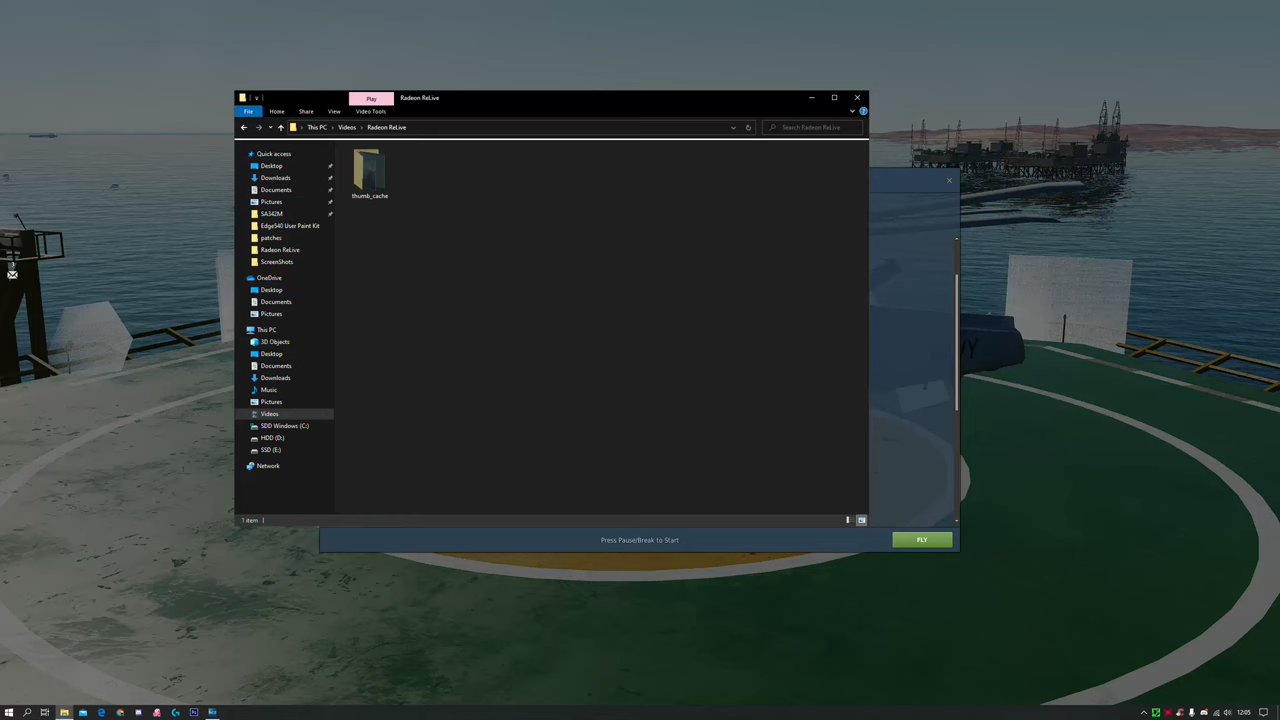 Play
Radeon ReLive
File
Home
Share
View
Video Tools
This PC
Videos
Radeon ReLive
Search Radeon ReLive
Quick access
Desktop
Downloads
Documents
Pictures
SA342M
Edge540 User Paint Kit
patches
Radeon ReLive
ScreenShots
OneDrive
Desktop
Documents
Pictures
This PC
3D Objects
Desktop
Documents
Downloads
Music
Pictures
Videos
SDD Windows (C:)
HDD (D:)
SSD (E:)
Network
thumb_cache
1 item
Press Pause/Break to Start
FLY
12:05